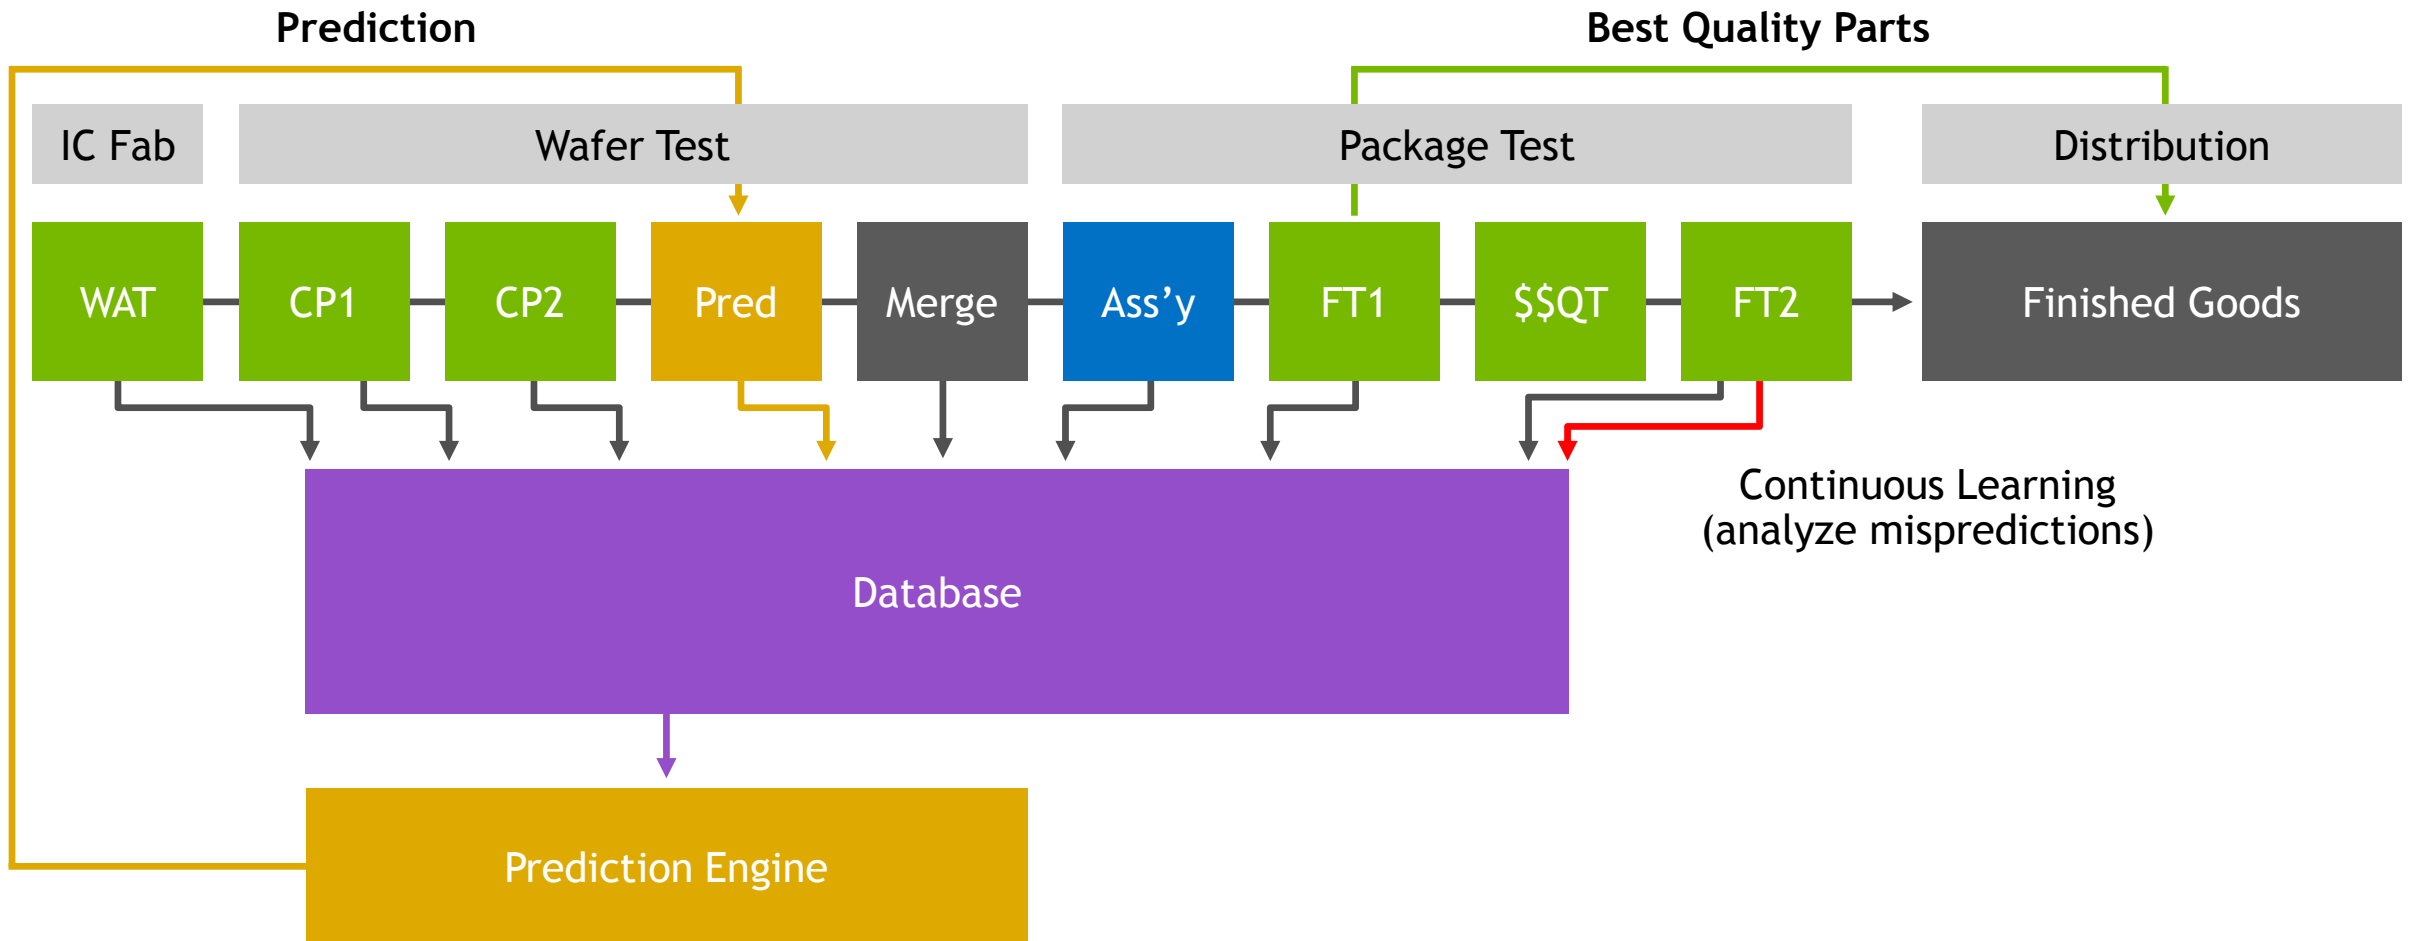 Prediction
Best Quality Parts
IC Fab
Wafer Test
Package Test
Distribution
WAT
CP1
CP2
Pred
Merge
Ass’y
FT1
$$QT
FT2
Finished Goods
Continuous Learning
(analyze mispredictions)
Database
Prediction Engine